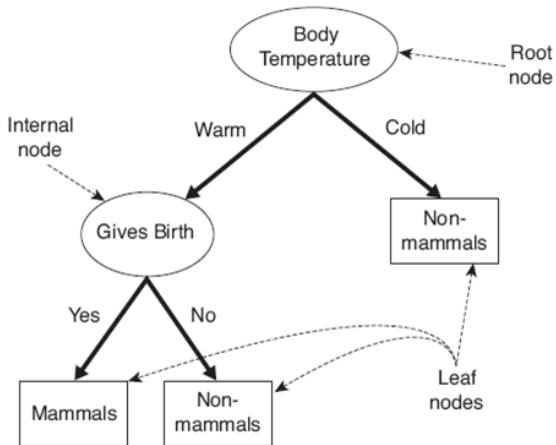 Body
Temperature
Root
node
Internal
node
Warm
Cold
Gives Birth
Non-
mammals
Yes
No
Mammals
Non-
mammals
Leaf
nodes